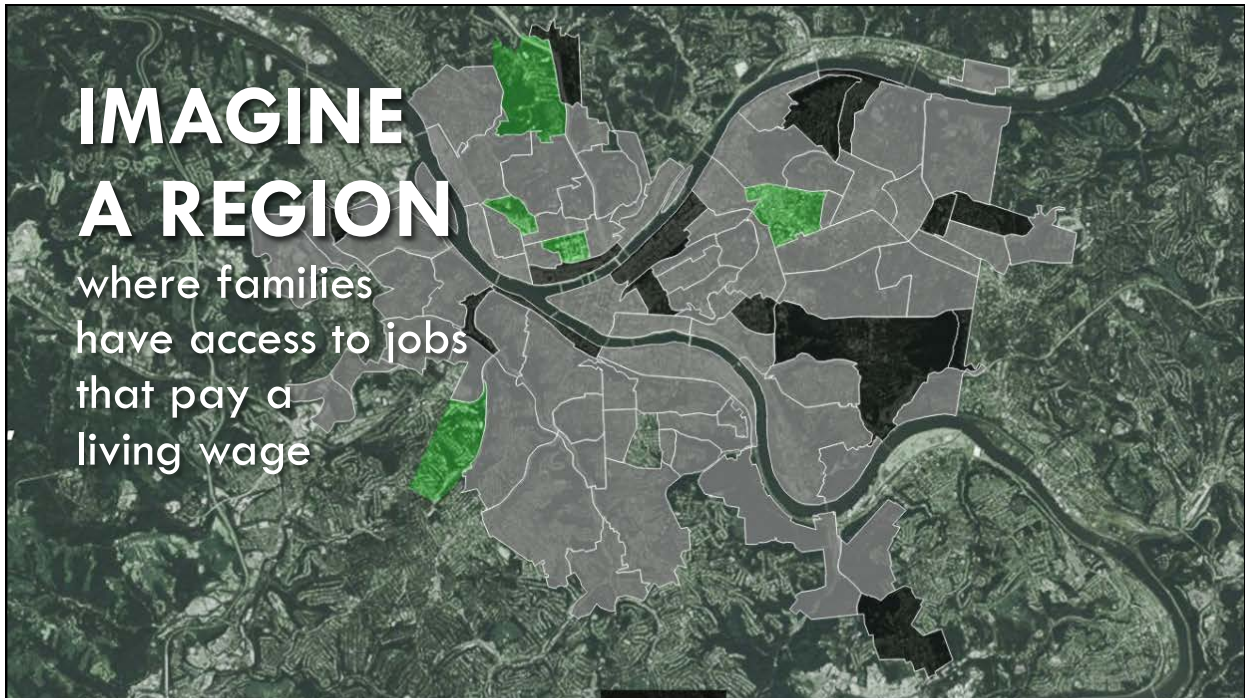 IMAGINE
A REGION
where families
have access to jobs
that pay a
living wage